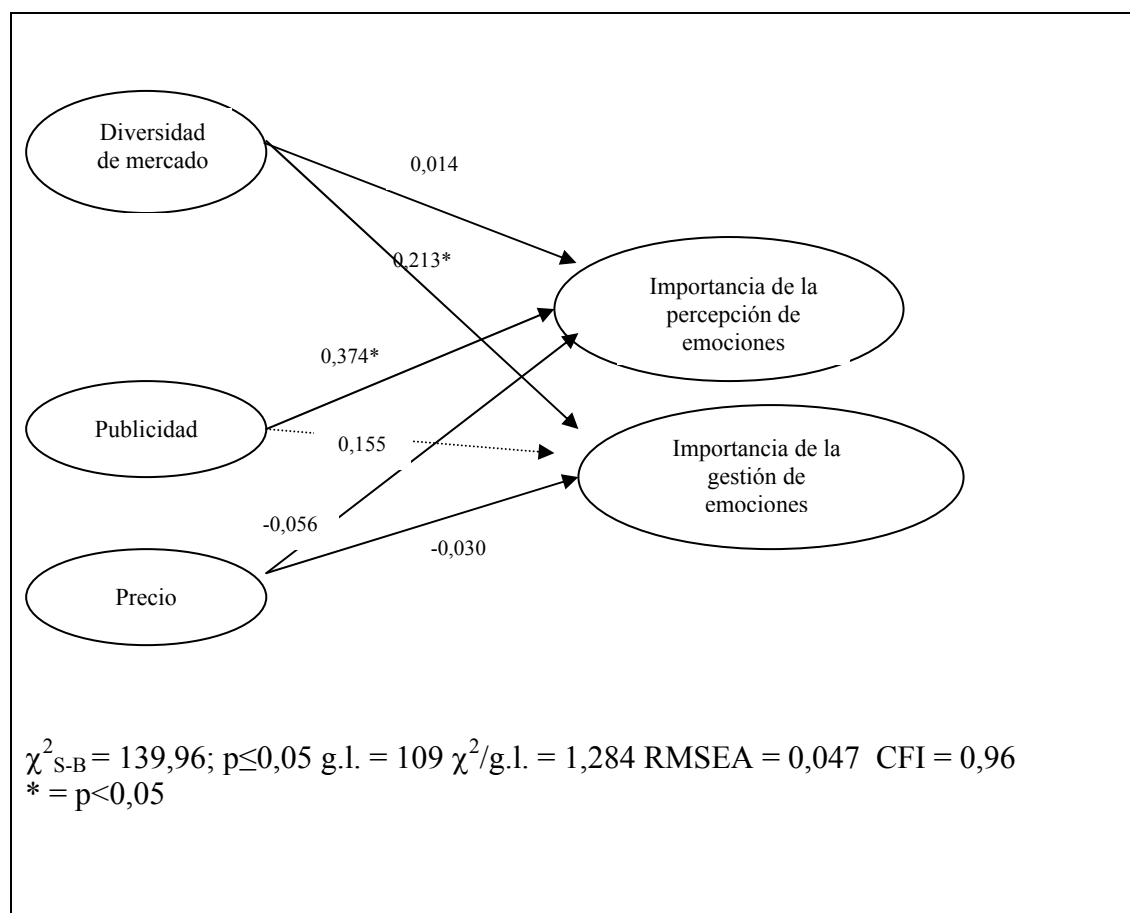 Diversidad
de mercado
0,014
0,213*
Importancia de la
percepción de
emociones
0,374*
Publicidad
0,155
Importancia de la
gestión de
emociones
-0,056
-0,030
Precio
χ²S-B = 139,96; p≤0,05 g.l. = 109 χ²/g.l. = 1,284 RMSEA = 0,047 CFI = 0,96
* = p<0,05